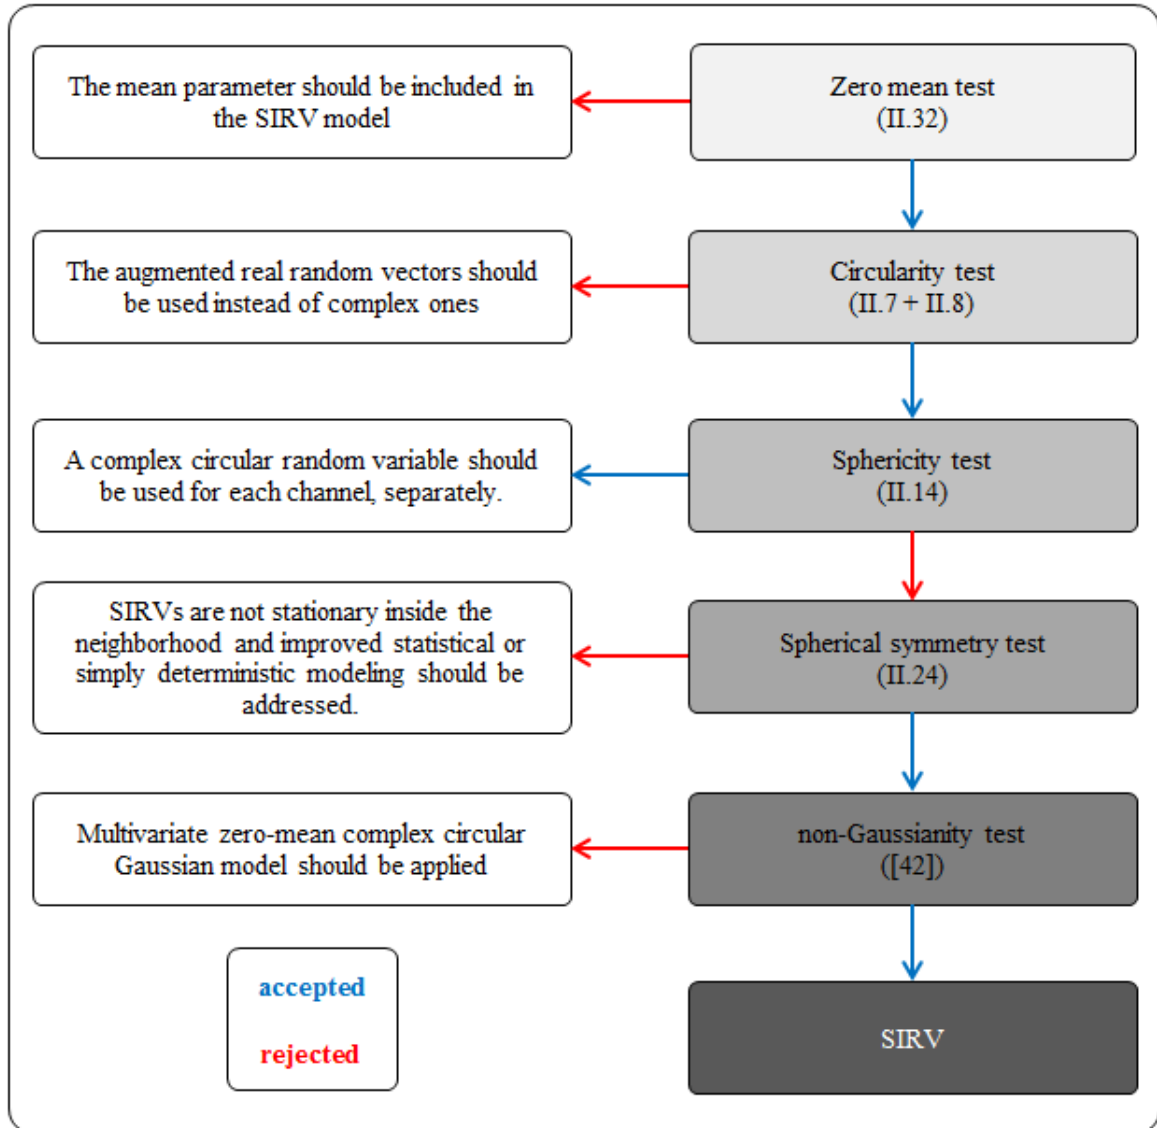 The mean parameter should be included in
the SIRV model
Zero mean test
(II.32)
The augmented real random vectors should
be used instead of complex ones
Circularity test
(II.7 + II.8)
A complex circular random variable should
be used for each channel, separately.
Sphericity test
(II.14)
SIRVs are not stationary inside the
neighborhood and improved statistical or
simply deterministic modeling should be
addressed.
Spherical symmetry test
(II.24)
Multivariate zero-mean complex circular
Gaussian model should be applied
non-Gaussianity test
([42])
accepted
rejected
SIRV